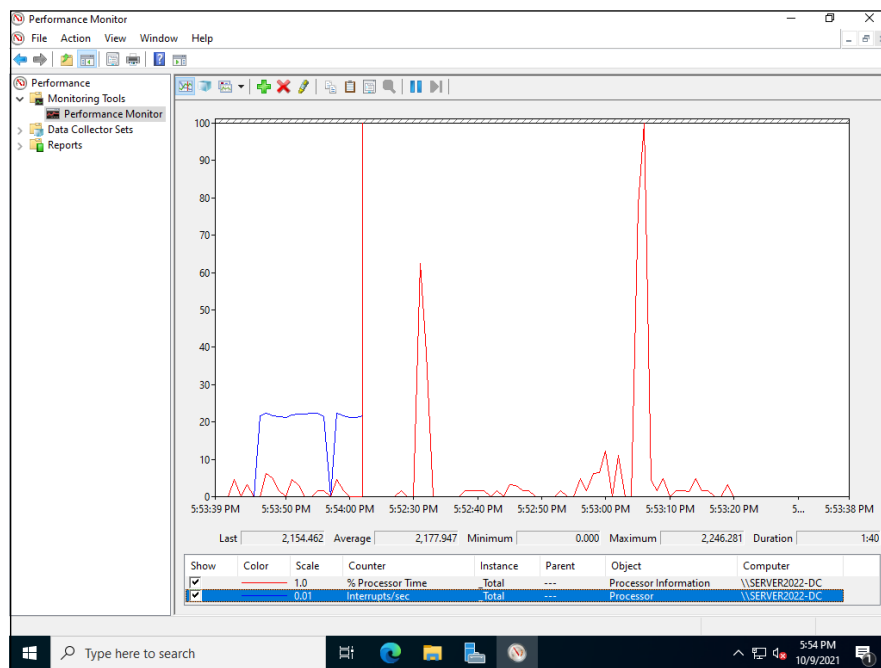 Performance Monitor
File Action View Window Help
Performance
Monitoring Tools
Performance Monitor
Data Collector Sets
Reports
100
90
80
70
60
50
40
30
20
10
0
5:53:39 PM 5:53:50 PM 5:54:00 PM 5:52:30 PM 5:52:40 PM 5:52:50 PM 5:53:00 PM 5:53:10 PM 5:53:20 PM 5... 5:53:38 PM
Last 2,154.462 Average 2,177.947 Minimum 0.000 Maximum 2,246.281 Duration 1:40
Show Color Scale Counter Instance Parent Object Computer
1.0 % Processor Time _Total --- Processor Information \\SERVER2022-DC
0.01 Interrupts/sec _Total --- Processor \\SERVER2022-DC
Type here to search
5:54 PM
10/9/2021
1